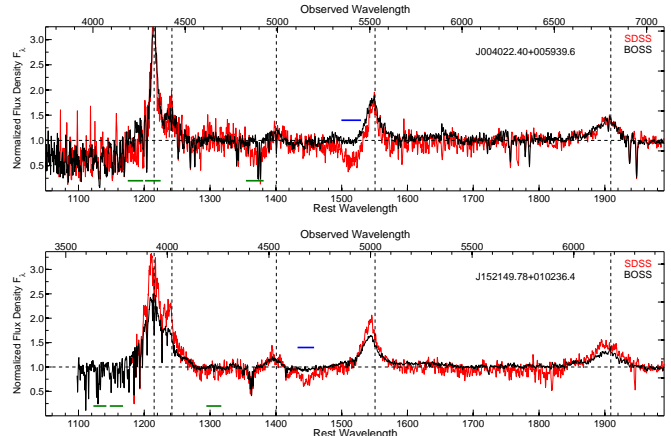 Observed Wavelength
4000 4500 5000 5500 6000 6500 7000
Normalized Flux Density Fλ
3.0
2.5
2.0
1.5
1.0
0.5
J004022.40+005939.6
SDSS
BOSS
1100 1200 1300 1400 1500 1600 1700 1800 1900
Rest Wavelength
Observed Wavelength
3500 4000 4500 5000 5500 6000
Normalized Flux Density Fλ
3.0
2.5
2.0
1.5
1.0
0.5
J152149.78+010236.4
SDSS
BOSS
1100 1200 1300 1400 1500 1600 1700 1800 1900
Rest Wavelength